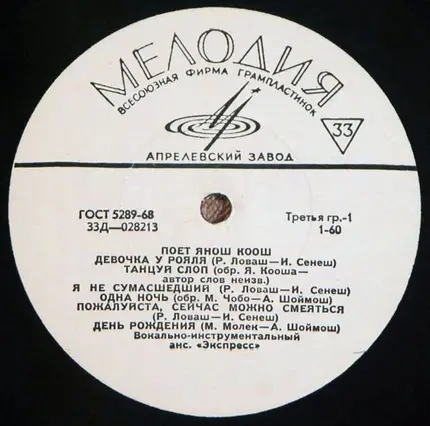 МЕЛОДИЯ
ВСЕСОЮЗНАЯ ФИРМА ГРАМПЛАСТИНОК
33
АПРЕЛЕВСКИЙ ЗАВОД
ГОСТ 5289-68
Третья гр.-1
33Д—028213
1-60
ПОЕТ ЯНОШ КООШ
ДЕВОЧКА У РОЯЛЯ (Р. Ловаш—И. Сенеш)
ТАНЦУЙ СЛОП (обр. Я. Кооша—
автор слов неизв.)
Я НЕ СУМАСШЕДШИЙ (Р. Ловаш—И. Сенеш)
ОДНА НОЧЬ (обр. М. Чобо—А. Шоймош)
ПОЖАЛУЙСТА, СЕЙЧАС МОЖНО СМЕЯТЬСЯ
(Р. Ловаш—И. Сенеш)
ДЕНЬ РОЖДЕНИЯ (М. Молек—А. Шоймош)
Вокально-инструментальный
анс. «Экспресс»